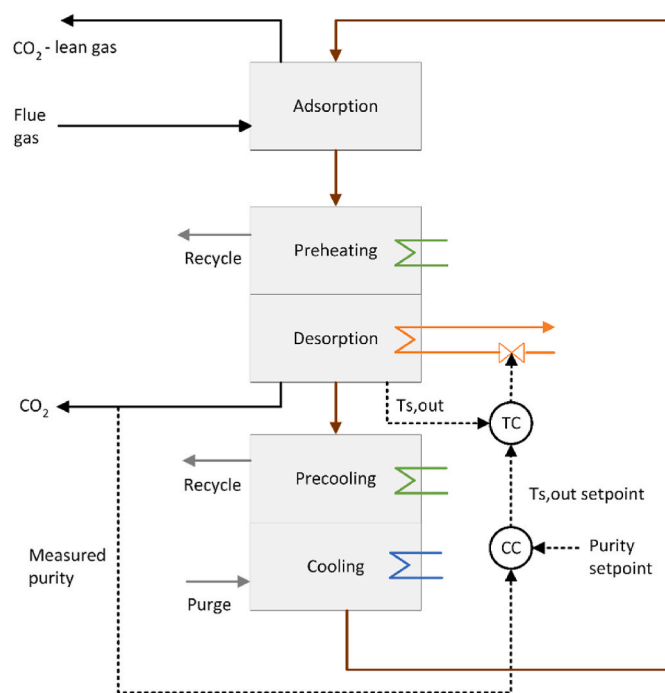 CO₂ - lean gas
Adsorption
Flue
gas
Preheating
Recycle
Desorption
CO₂
Ts,out
TC
Recycle
Precooling
Ts,out setpoint
Measured
purity
CC
Purity
setpoint
Cooling
Purge